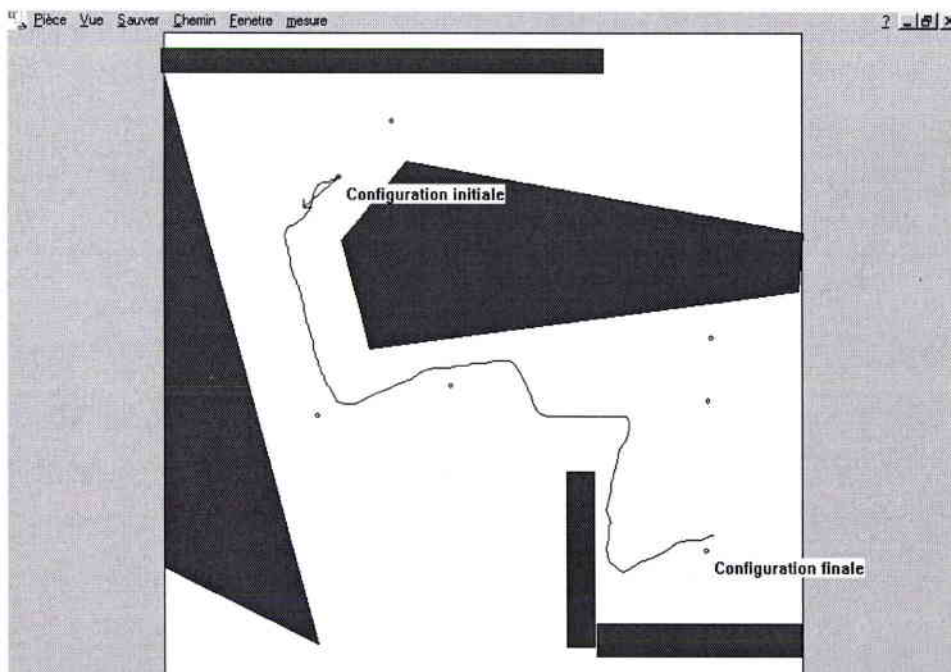 Pièce Vue Sauver Chemin Fenetre mesure ?
Configuration initiale
Configuration finale